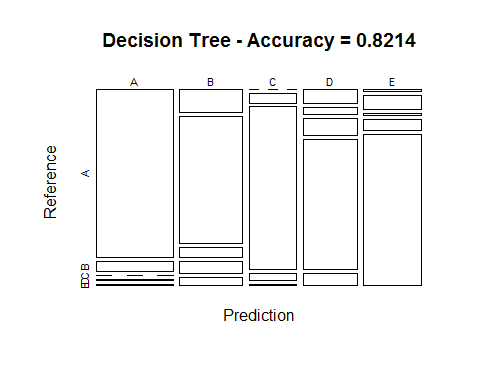 Decision Tree - Accuracy = 0.8214
A B C D E
Reference
A
B
C
D
E
Prediction